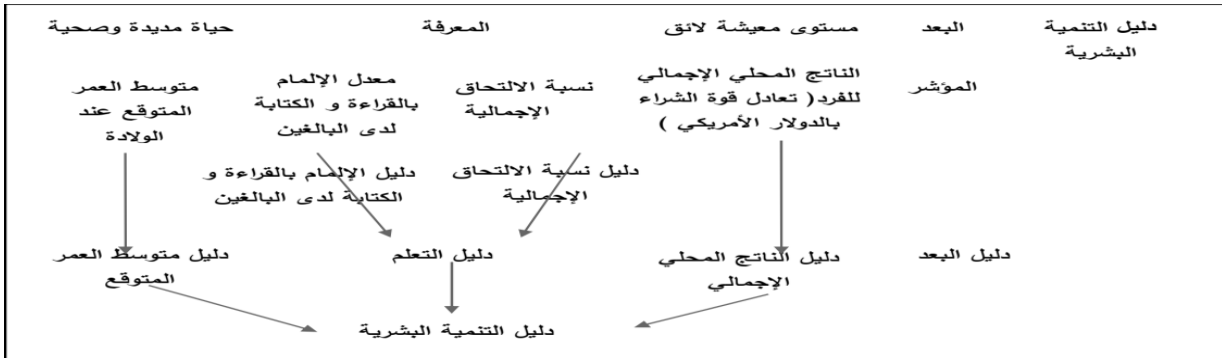 دليل التنمية البشرية
البعد
مستوى معيشة لائق
المعرفة
حياة مديدة وصحية
المؤشر
الناتج المحلي الإجمالي
للفرد( تعادل قوة الشراء
بالدولار الأمريكي )
نسبة الالتحاق
الإجمالية
معدل الإلمام
بالقراءة و الكتابة
لدى البالغين
متوسط العمر
المتوقع عند
الولادة
دليل نسبة الالتحاق
الإجمالية
دليل الإلمام بالقراءة و
الكتابة لدى البالغين
دليل البعد
دليل الناتج المحلي
الإجمالي
دليل التعلم
دليل متوسط العمر
المتوقع
دليل التنمية البشرية